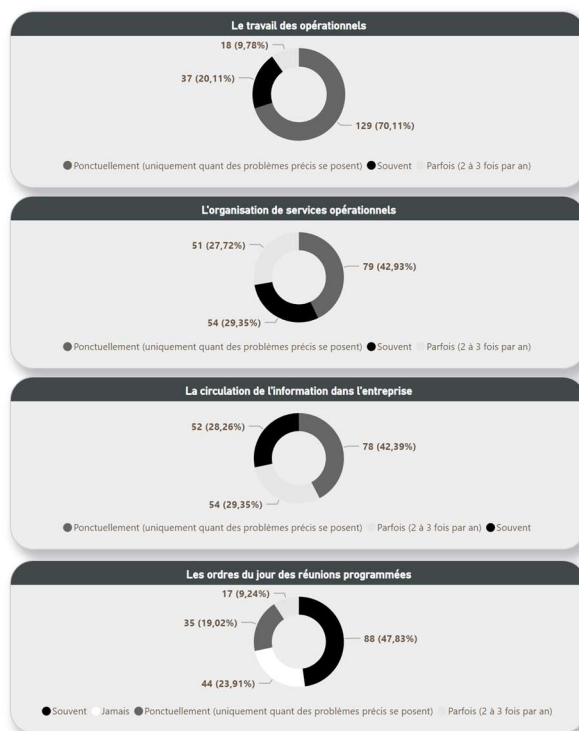 Le travail des opérationnels
18 (9,78%)
37 (20,11%)
129 (70,11%)
Ponctuellement (uniquement quant des problèmes précis se posent) Souvent Parfois (2 à 3 fois par an)
L'organisation de services opérationnels
51 (27,72%)
79 (42,93%)
54 (29,35%)
Ponctuellement (uniquement quant des problèmes précis se posent) Souvent Parfois (2 à 3 fois par an)
La circulation de l'information dans l'entreprise
52 (28,26%)
78 (42,39%)
54 (29,35%)
Ponctuellement (uniquement quant des problèmes précis se posent) Parfois (2 à 3 fois par an) Souvent
Les ordres du jour des réunions programmées
17 (9,24%)
35 (19,02%)
88 (47,83%)
44 (23,91%)
Souvent Jamais Ponctuellement (uniquement quant des problèmes précis se posent) Parfois (2 à 3 fois par an)